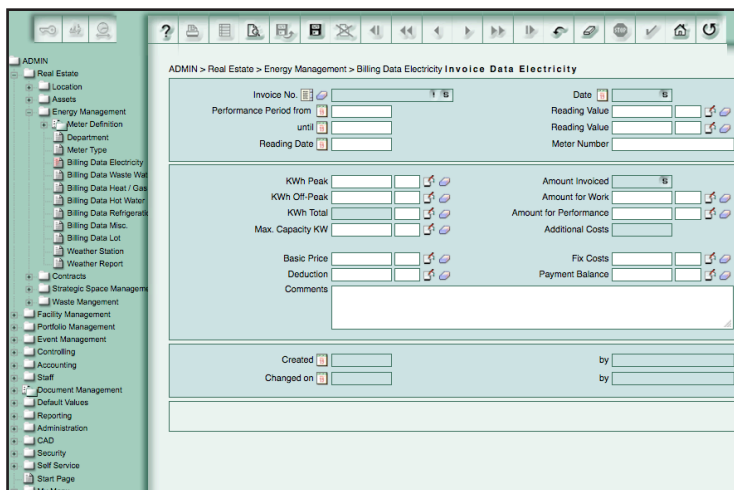 ADMIN
Real Estate
Location
Assets
Energy Management
Meter Definition
Department
Meter Type
Billing Data Electricity
Billing Data Waste Wat
Billing Data Heat / Gas
Billing Data Hot Water
Billing Data Refrigeratio
Billing Data Misc.
Billing Data Lot
Weather Station
Weather Report
Contracts
Strategic Space Manageme
Waste Mangement
Facility Management
Portfolio Management
Event Management
Controlling
Accounting
Staff
Document Management
Default Values
Reporting
Administration
CAD
Security
Self Service
Start Page
ADMIN > Real Estate > Energy Management > Billing Data Electricity Invoice Data Electricity
Invoice No. Date
Performance Period from Reading Value
until Reading Value
Reading Date Meter Number
KWh Peak Amount Invoiced
KWh Off-Peak Amount for Work
KWh Total Amount for Performance
Max. Capacity KW Additional Costs
Basic Price Fix Costs
Deduction Payment Balance
Comments
Created by
Changed on by